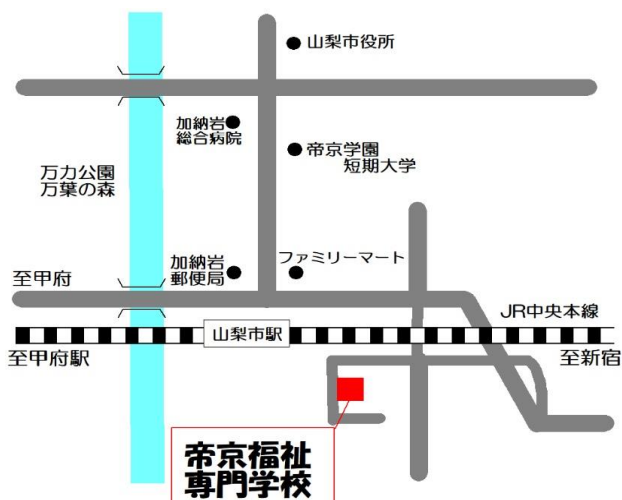 山梨市役所
加納岩
総合病院
帝京学園
短期大学
万力公園
万葉の森
加納岩
郵便局
ファミリーマート
至甲府
JR中央本線
山梨市駅
至甲府駅
至新宿
帝京福祉
専門学校